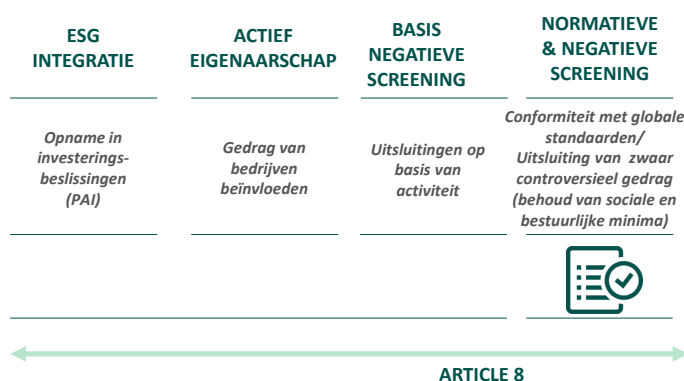 ESG
INTEGRATIE
ACTIEF
EIGENAARSCHAP
BASIS
NEGATIEVE
SCREENING
NORMATIEVE
& NEGATIEVE
SCREENING
Opname in
investerings-
beslissingen
(PAI)
Gedrag van
bedrijven
beïnvloeden
Uitsluitingen op
basis van
activiteit
Conformiteit met globale
standaarden/
Uitsluiting van zwaar
controversieel gedrag
(behoud van sociale en
bestuurlijke minima)
ARTICLE 8